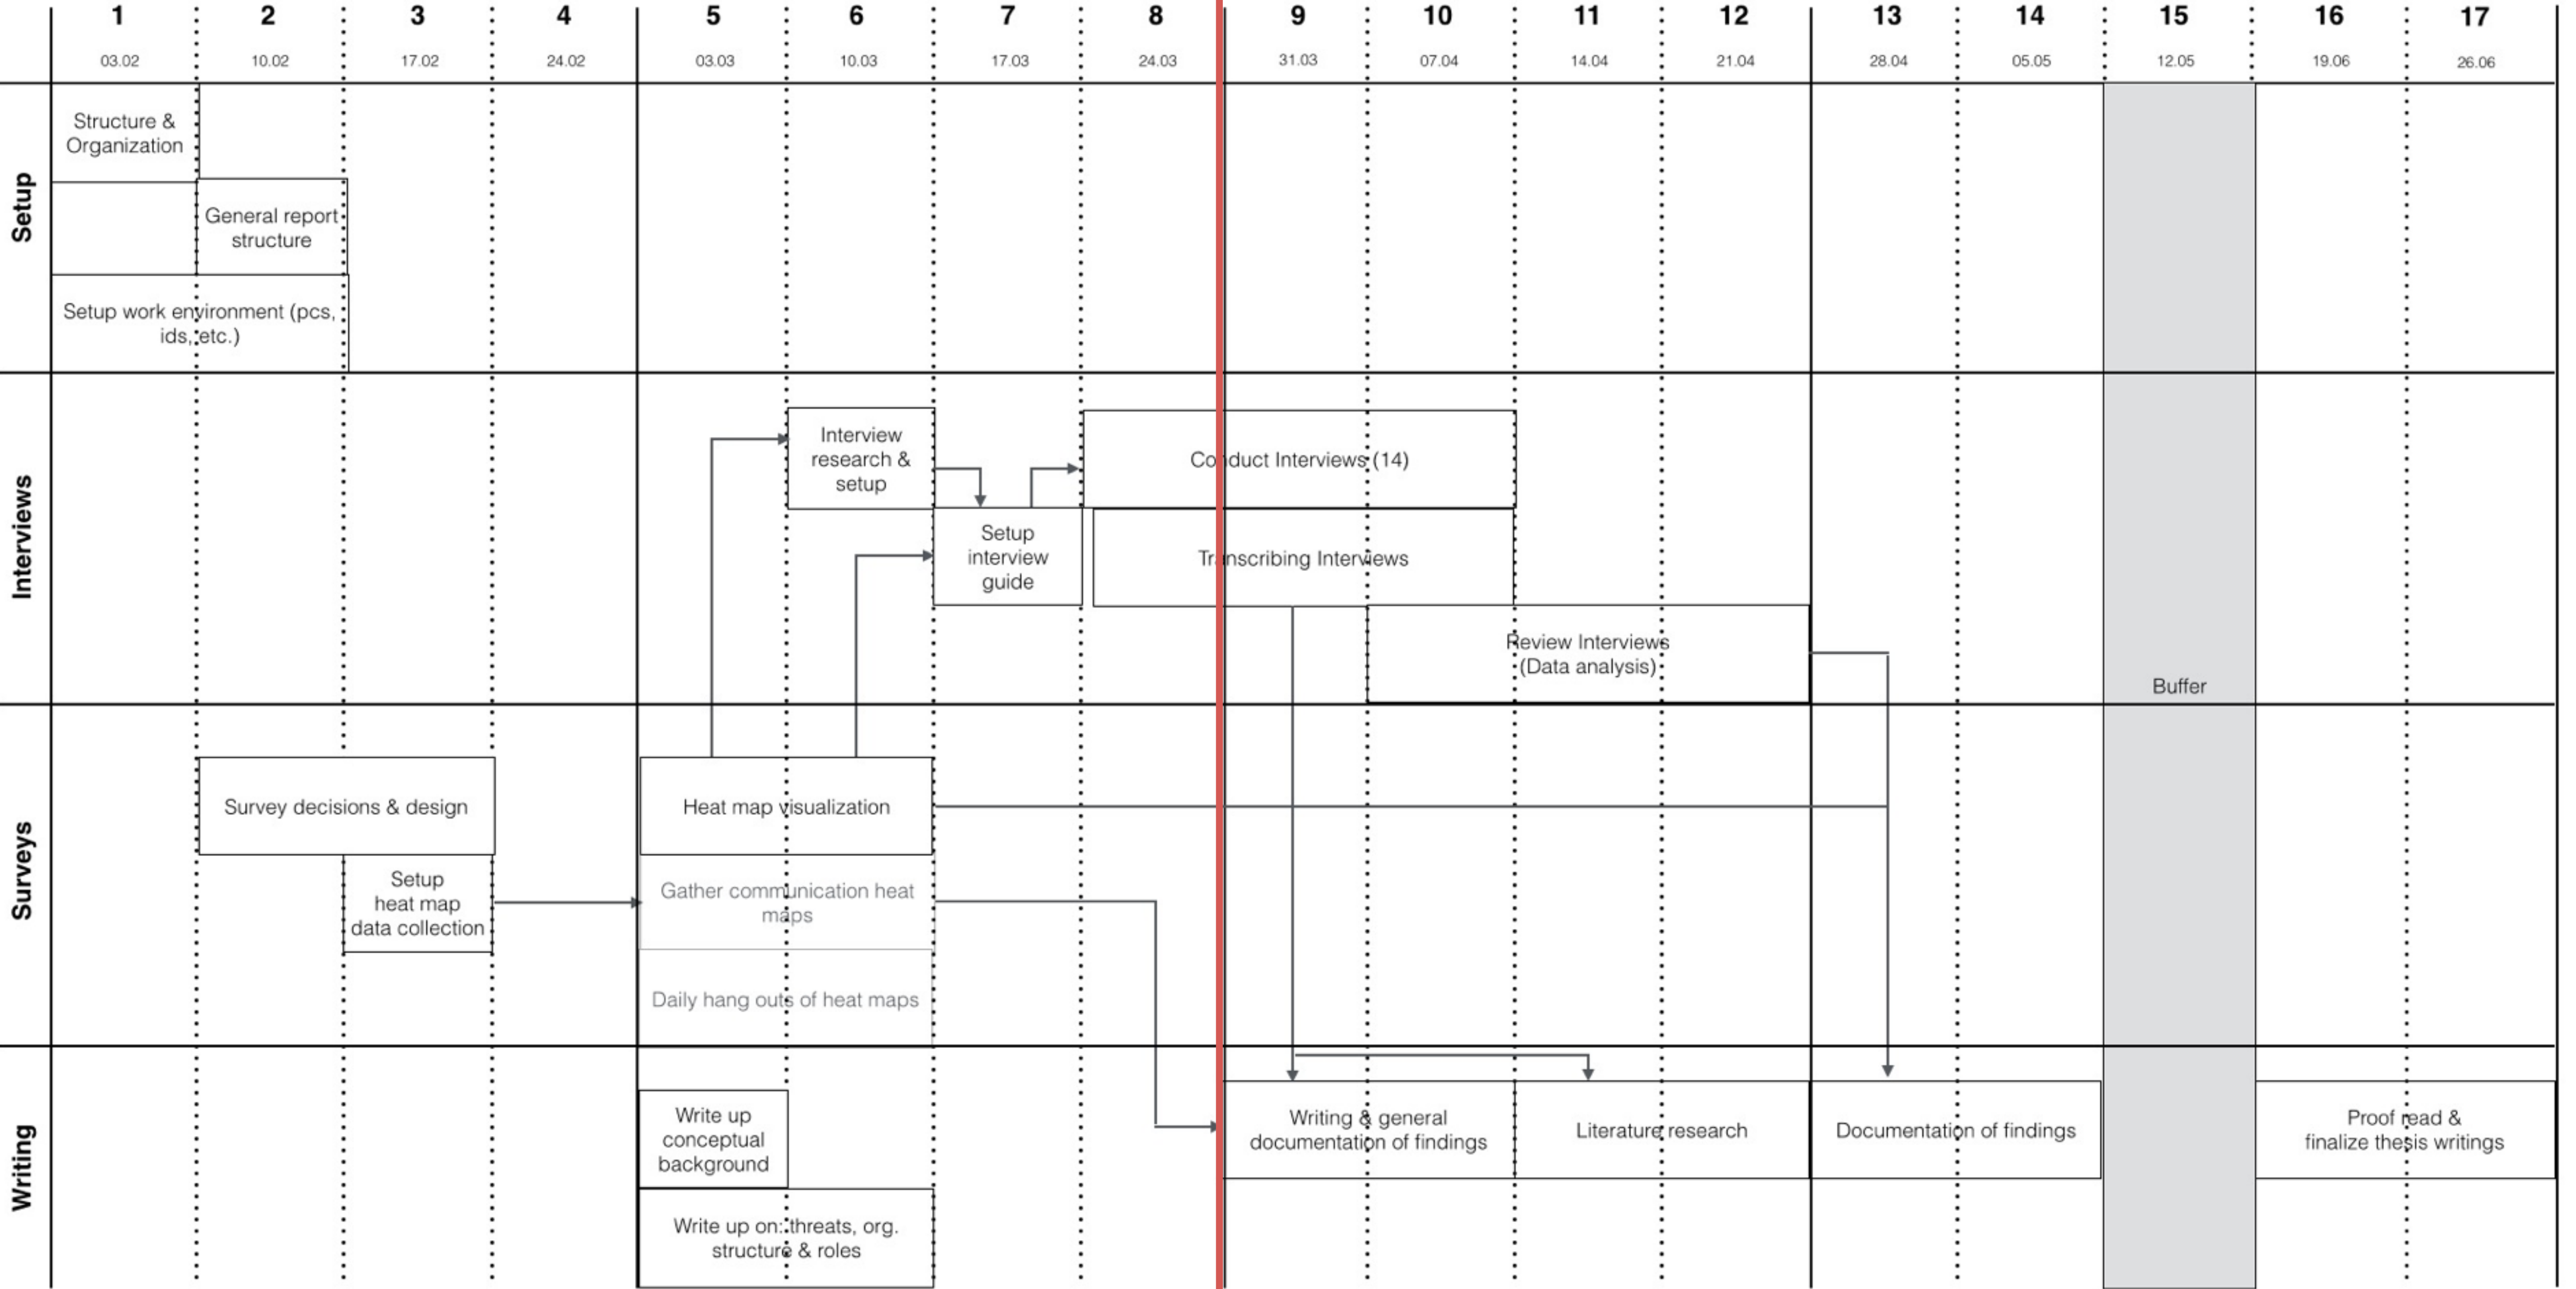 1 2 3 4 5 6 7 8 9 10 11 12 13 14 15 16 17
03.02 10.02 17.02 24.02 03.03 10.03 17.03 24.03 31.03 07.04 14.04 21.04 28.04 05.05 12.05 19.06 26.06
Setup
Structure &
Organization
General report
structure
Setup work environment (pcs,
ids, etc.)
Interviews
Interview
research &
setup
Setup
interview
guide
Conduct Interviews (14)
Transcribing Interviews
Review Interviews
(Data analysis)
Buffer
Surveys
Survey decisions & design
Setup
heat map
data collection
Heat map visualization
Gather communication heat
maps
Daily hang outs of heat maps
Writing
Write up
conceptual
background
Write up on: threats, org.
structure & roles
Writing & general
documentation of findings
Literature research
Documentation of findings
Proof read &
finalize thesis writings